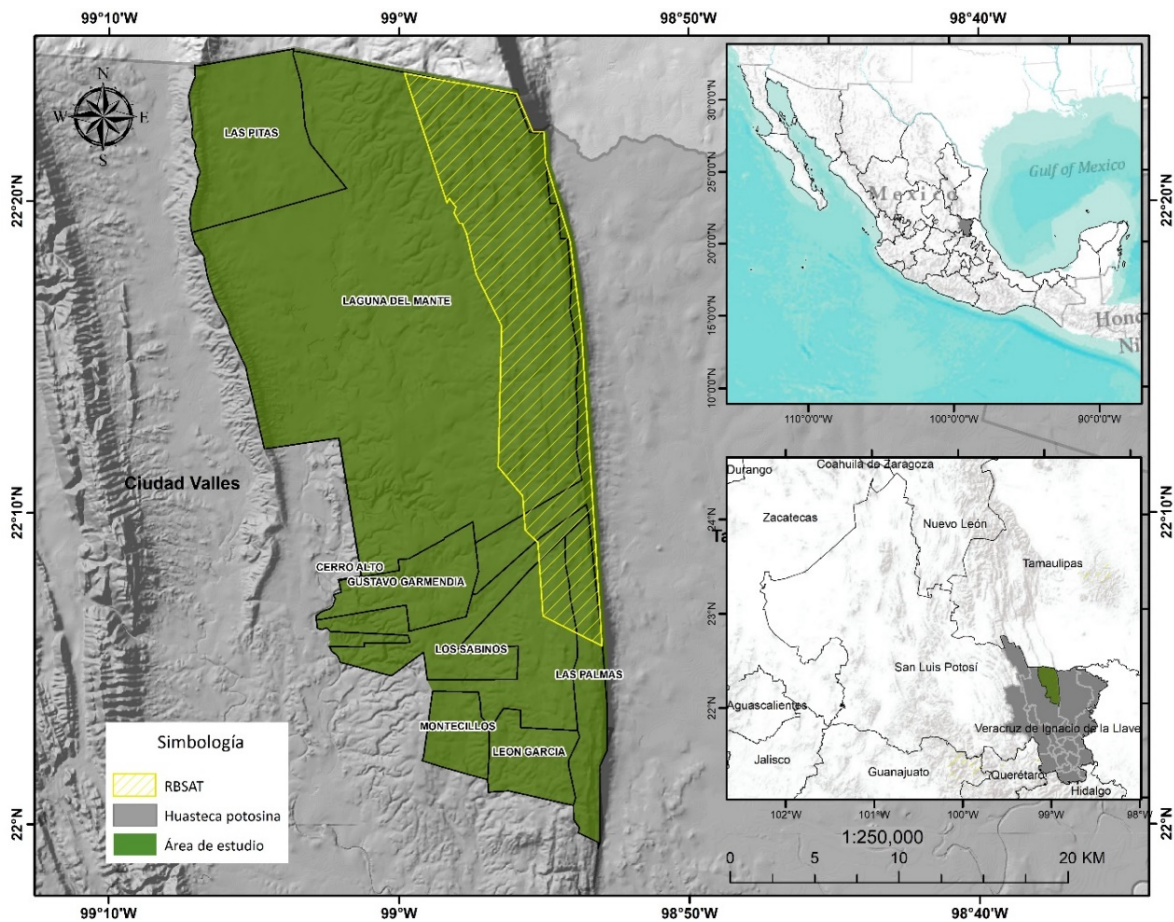 99°10'W 99°W 98°50'W 98°40'W
N
W E
S
22°20'N
22°10'N
22°N
LAS PITAS
LAGUNA DEL MANTE
Ciudad Valles
CERRO ALTO
GUSTAVO GARMENDIA
LOS SABINOS
LAS PALMAS
MONTECILLOS
LEON GARCIA
Simbología
RBSAT
Huasteca potosina
Área de estudio
30°0'0"N
25°0'0"N
20°0'0"N
15°0'0"N
10°0'0"N
Gulf of Mexico
Mexico
Hond
Ni
110°0'0"W 100°0'0"W 90°0'0"W
22°20'N
22°10'N
22°N
Ta
24°N
23°N
22°N
Durango
Coahuila de Zaragoza
Zacatecas
Nuevo León
Tamaulipas
San Luis Potosí
Aguascalientes
Veracruz de Ignacio de la Llave
Jalisco
Guanajuato
Querétaro
Hidalgo
102°W 101°W 100°W 99°W 98°W
1:250,000
0 5 10 20 KM
99°10'W 99°W 98°50'W 98°40'W